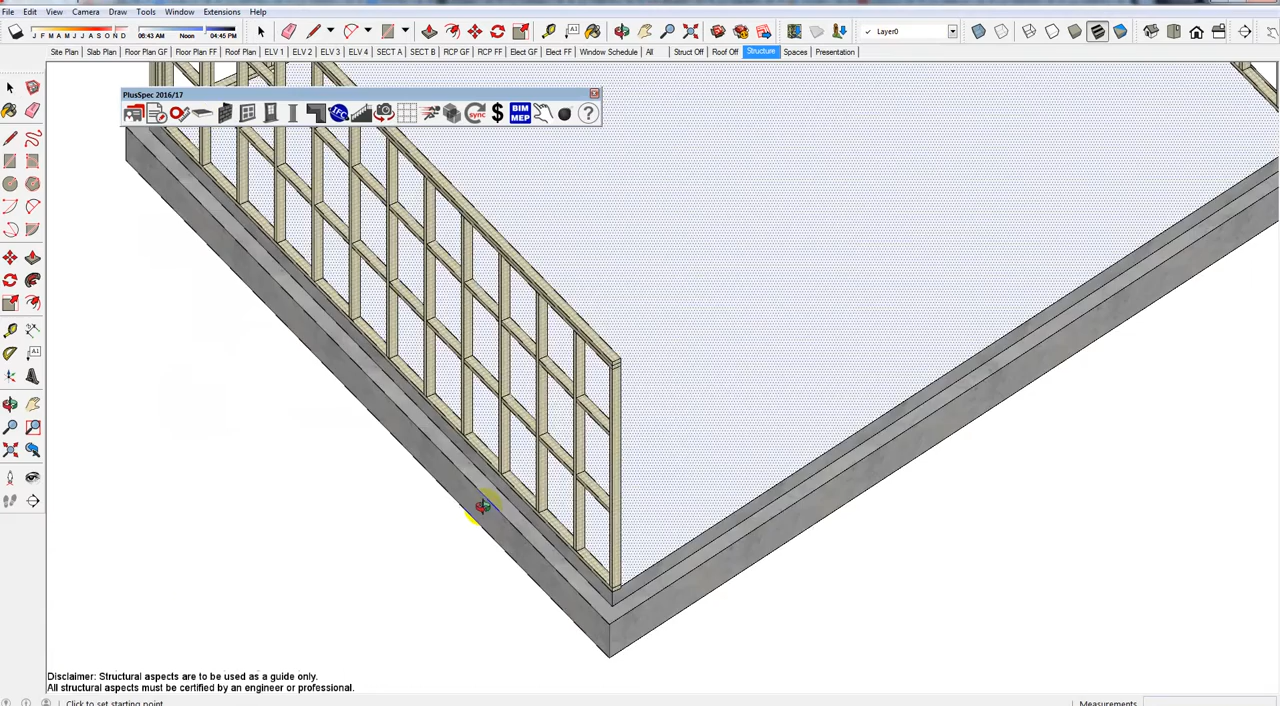 File Edit View Camera Draw Tools Window Extensions Help
J F M A M J J A S O N D 06:43 AM Noon 04:45 PM A1 Layer0
Site Plan Slab Plan Floor Plan GF Floor Plan FF Roof Plan ELV 1 ELV 2 ELV 3 ELV 4 SECT A SECT B RCP GF RCP FF Elect GF Elect FF Window Schedule All Struct Off Roof Off Structure Spaces Presentation
PlusSpec 2016/17
IFC sync $ BIM MEP ?
A1
Disclaimer: Structural aspects are to be used as a guide only.
All structural aspects must be certified by an engineer or professional.
Click to set starting point. Measurements